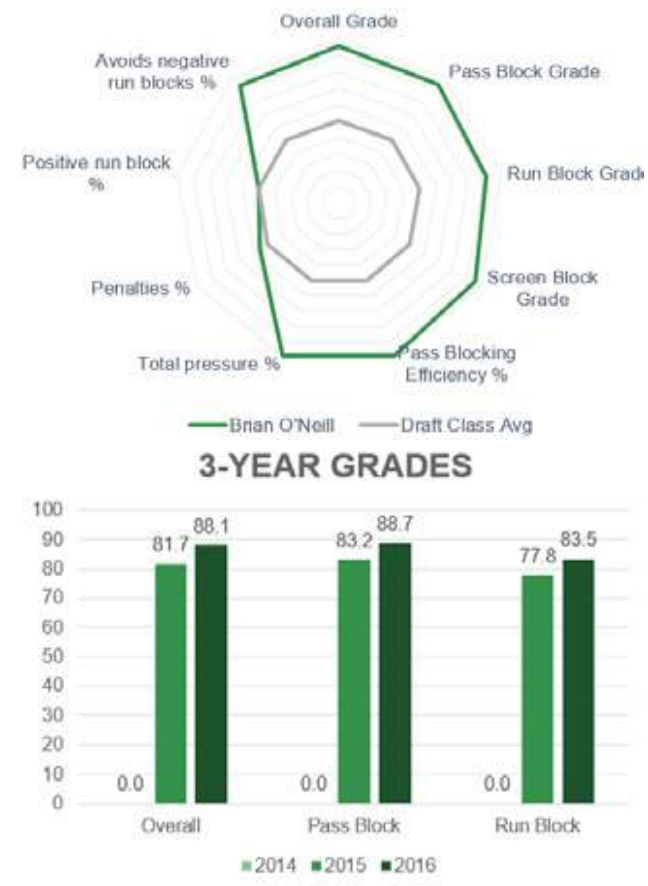 Overall Grade
Avoids negative
run blocks %
Pass Block Grade
Positive run block
%
Run Block Grad
Penalties %
Screen Block
Grade
Total pressure %
Pass Blocking
Efficiency %
Brian O'Neill
Draft Class Avg
3-YEAR GRADES
100
90
80
70
60
50
40
30
20
10
0
0.0
81.7
88.1
0.0
83.2
88.7
0.0
77.8
83.5
Overall
Pass Block
Run Block
2014
2015
2016